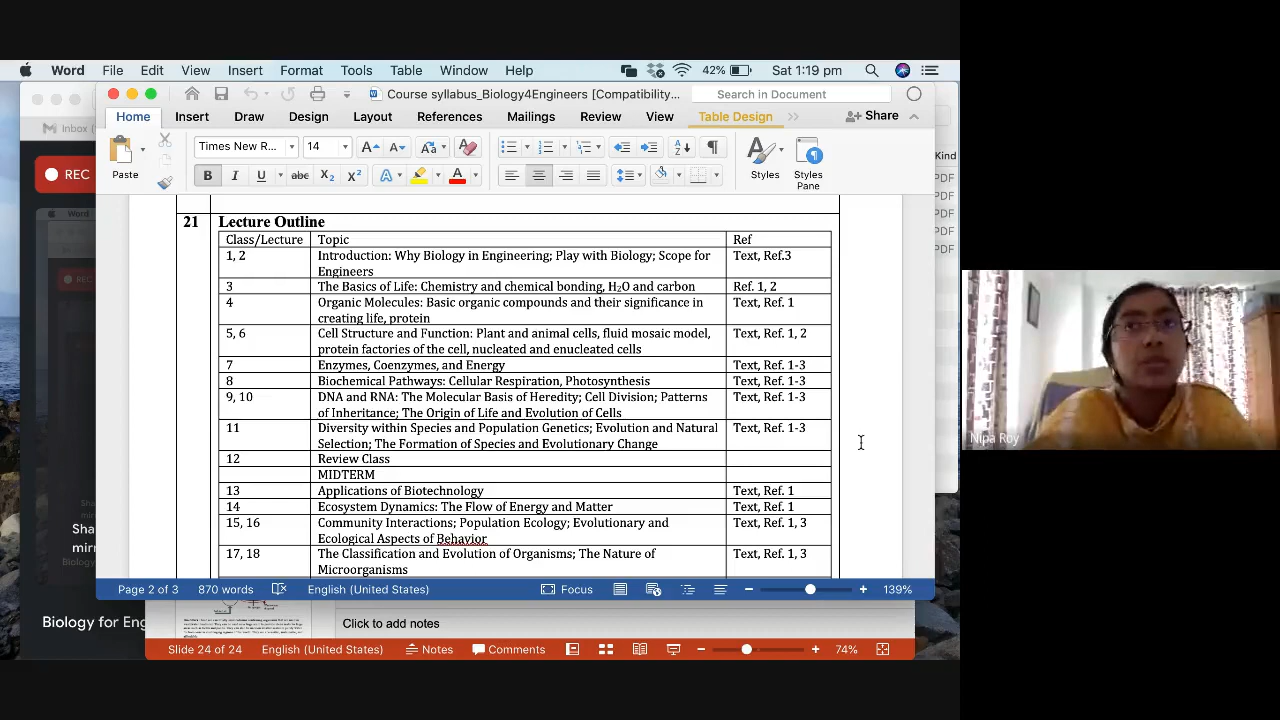 Word File Edit View Insert Format Tools Table Window Help 42% Sat 1:19 pm
Course syllabus_Biology4Engineers [Compatibility... Search in Document
Home Insert Draw Design Layout References Mailings Review View Table Design Share
Inbox
Kind
Times New R... 14
Paste Styles Styles Pane
REC
PDF
PDF
PDF
PDF
PDF
21 Lecture Outline
Class/Lecture Topic Ref
1, 2 Introduction: Why Biology in Engineering; Play with Biology; Scope for Text, Ref.3
Engineers
3 The Basics of Life: Chemistry and chemical bonding, H₂O and carbon Ref. 1, 2
4 Organic Molecules: Basic organic compounds and their significance in Text, Ref. 1
creating life, protein
5, 6 Cell Structure and Function: Plant and animal cells, fluid mosaic model, Text, Ref. 1, 2
protein factories of the cell, nucleated and enucleated cells
7 Enzymes, Coenzymes, and Energy Text, Ref. 1-3
8 Biochemical Pathways: Cellular Respiration, Photosynthesis Text, Ref. 1-3
9, 10 DNA and RNA: The Molecular Basis of Heredity; Cell Division; Patterns Text, Ref. 1-3
of Inheritance; The Origin of Life and Evolution of Cells
11 Diversity within Species and Population Genetics; Evolution and Natural Text, Ref. 1-3
Selection; The Formation of Species and Evolutionary Change
12 Review Class
MIDTERM
13 Applications of Biotechnology Text, Ref. 1
14 Ecosystem Dynamics: The Flow of Energy and Matter Text, Ref. 1
15, 16 Community Interactions; Population Ecology; Evolutionary and Text, Ref. 1, 3
Ecological Aspects of Behavior
17, 18 The Classification and Evolution of Organisms; The Nature of Text, Ref. 1, 3
Microorganisms
Nipa Roy
Sha
mirr
Page 2 of 3 870 words English (United States) Focus 139%
Biology for Eng
Click to add notes
Slide 24 of 24 English (United States) Notes Comments 74%